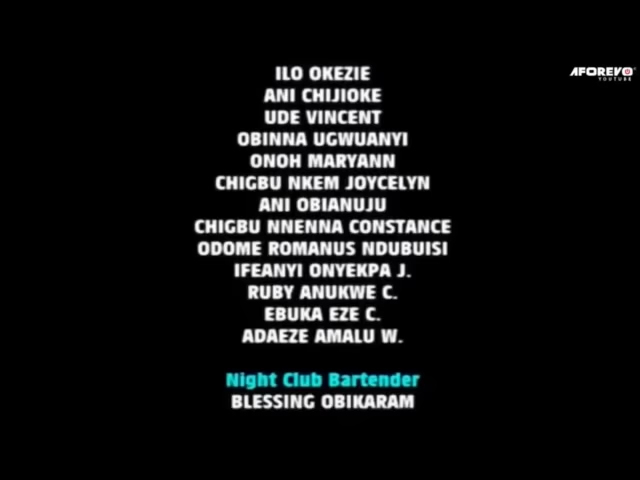 ILO OKEZIE
ANI CHIJIOKE
UDE VINCENT
OBINNA UGWUANYI
ONOH MARYANN
CHIGBU NKEM JOYCELYN
ANI OBIANUJU
CHIGBU NNENNA CONSTANCE
ODOME ROMANUS NDUBUISI
IFEANYI ONYEKPA J.
RUBY ANUKWE C.
EBUKA EZE C.
ADAEZE AMALU W.
Night Club Bartender
BLESSING OBIKARAM
AFOREVO
YOUTUBE